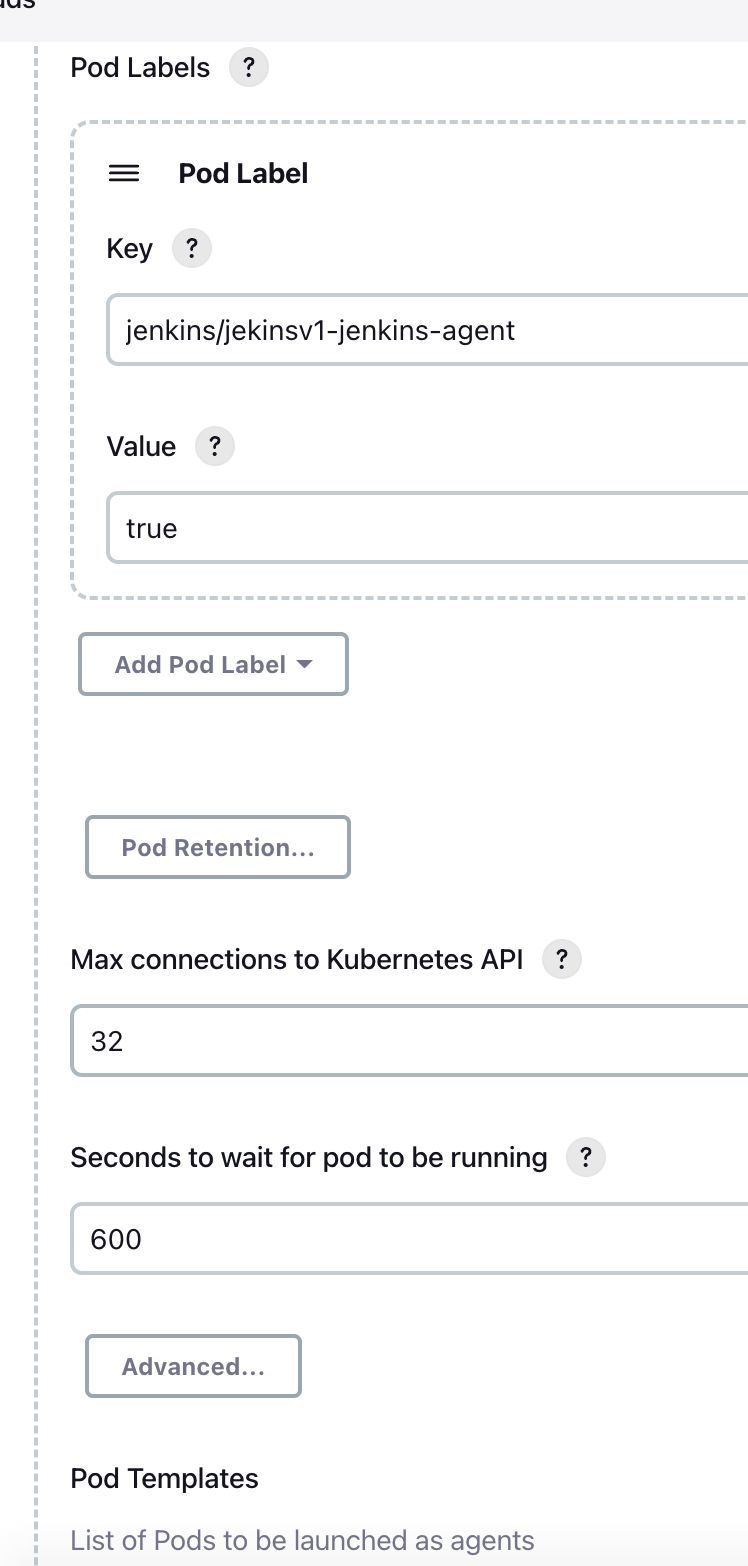 Pod Labels ?
Pod Label
Key ?
jenkins/jekinsv1-jenkins-agent
Value ?
true
Add Pod Label
Pod Retention...
Max connections to Kubernetes API ?
32
Seconds to wait for pod to be running ?
600
Advanced...
Pod Templates
List of Pods to be launched as agents